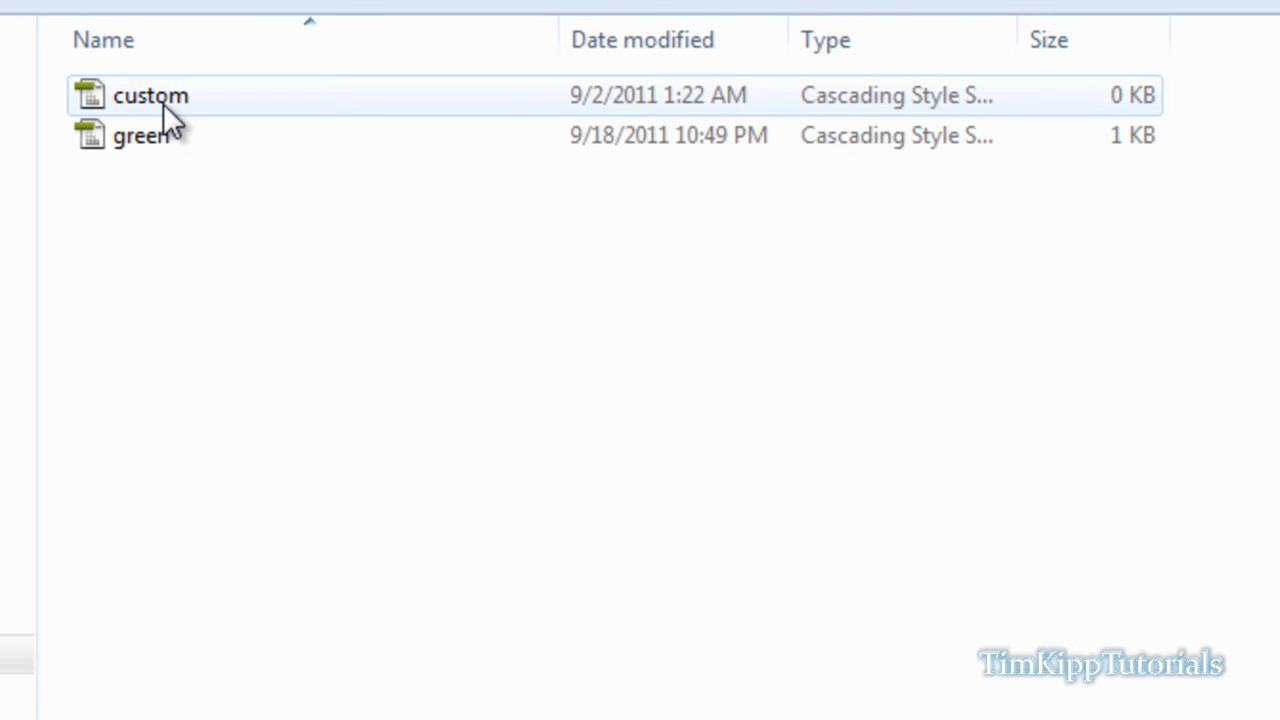 Name Date modified Type Size
custom 9/2/2011 1:22 AM Cascading Style S... 0 KB
green 9/18/2011 10:49 PM Cascading Style S... 1 KB
TimKippTutorials